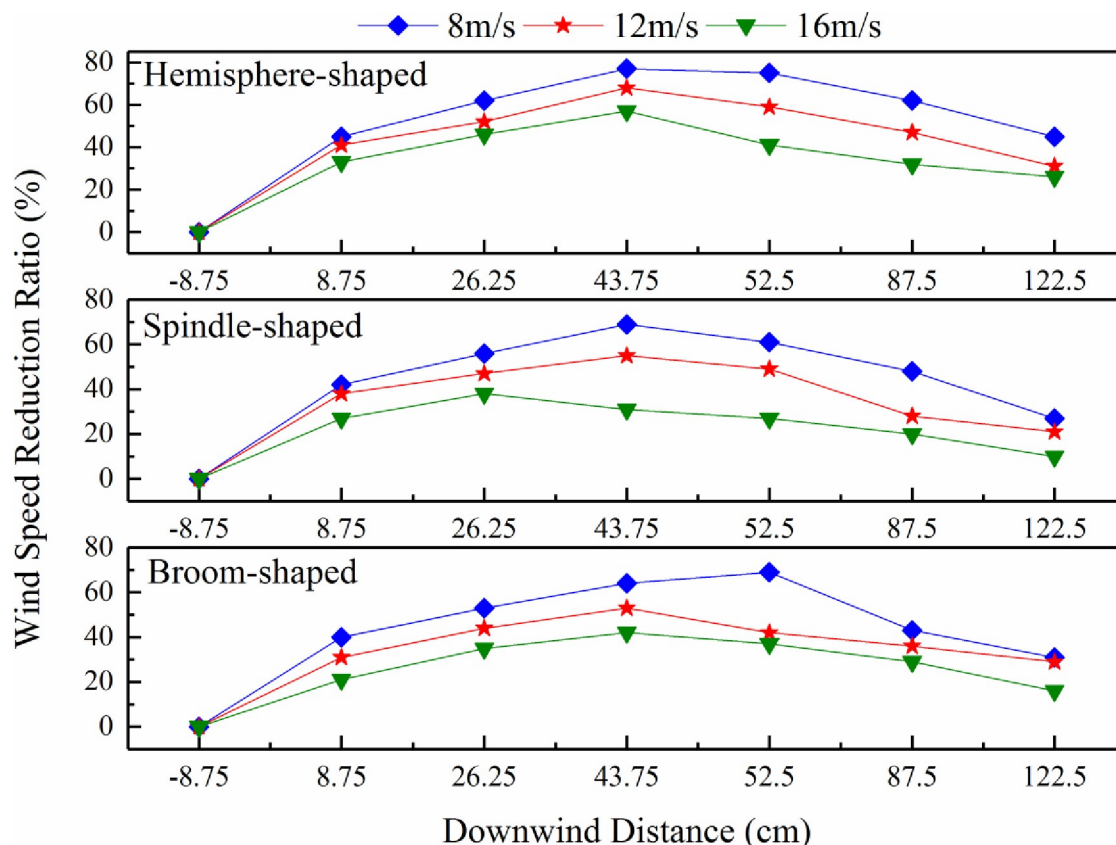 8m/s 12m/s 16m/s
Hemisphere-shaped
80
60
40
20
0
-8.75 8.75 26.25 43.75 52.5 87.5 122.5
Spindle-shaped
80
60
40
20
0
-8.75 8.75 26.25 43.75 52.5 87.5 122.5
Broom-shaped
80
60
40
20
0
-8.75 8.75 26.25 43.75 52.5 87.5 122.5
Wind Speed Reduction Ratio (%)
Downwind Distance (cm)